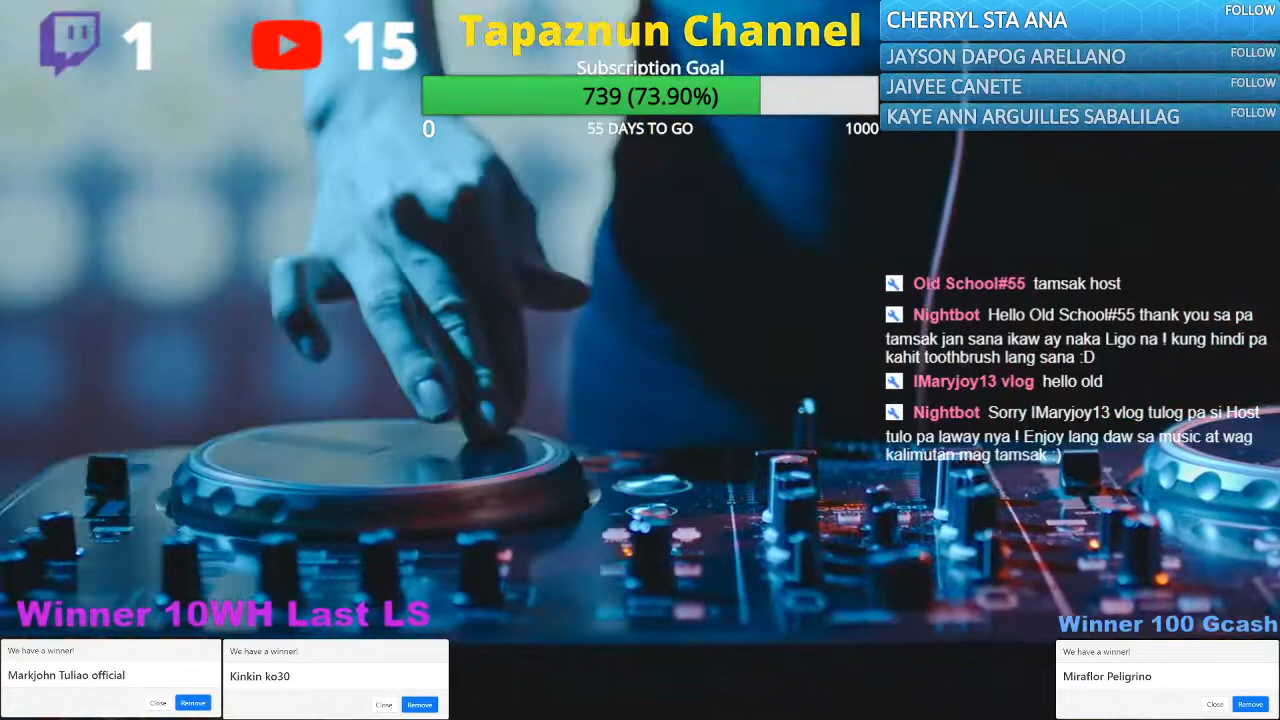 1
15
Tapaznun Channel
Subscription Goal
739 (73.90%)
0
55 DAYS TO GO
1000
CHERRYL STA ANA
FOLLOW
JAYSON DAPOG ARELLANO
FOLLOW
JAIVEE CANETE
FOLLOW
KAYE ANN ARGUILLES SABALILAG
FOLLOW
Old School#55 tamsak host
Nightbot Hello Old School#55 thank you sa pa
tamsak jan sana ikaw ay naka Ligo na ! kung hindi pa
kahit toothbrush lang sana :D
IMaryjoy13 vlog hello old
Nightbot Sorry IMaryjoy13 vlog tulog pa si Host
tulo pa laway nya ! Enjoy lang daw sa music at wag
kalimutan mag tamsak :)
Winner 10WH Last LS
We have a winner!
Markjohn Tuliao official
Close Remove
We have a winner!
Kinkin ko30
Close Remove
Winner 100 Gcash
We have a winner!
Miraflor Peligrino
Close Remove